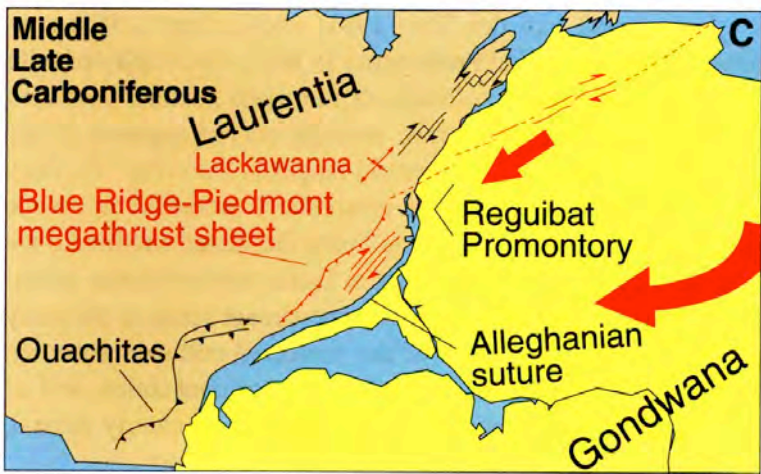 Middle
Late
Carboniferous
C
Laurentia
Lackawanna
Blue Ridge-Piedmont
megathrust sheet
Reguibat
Promontory
Ouachitas
Alleghanian
suture
Gondwana